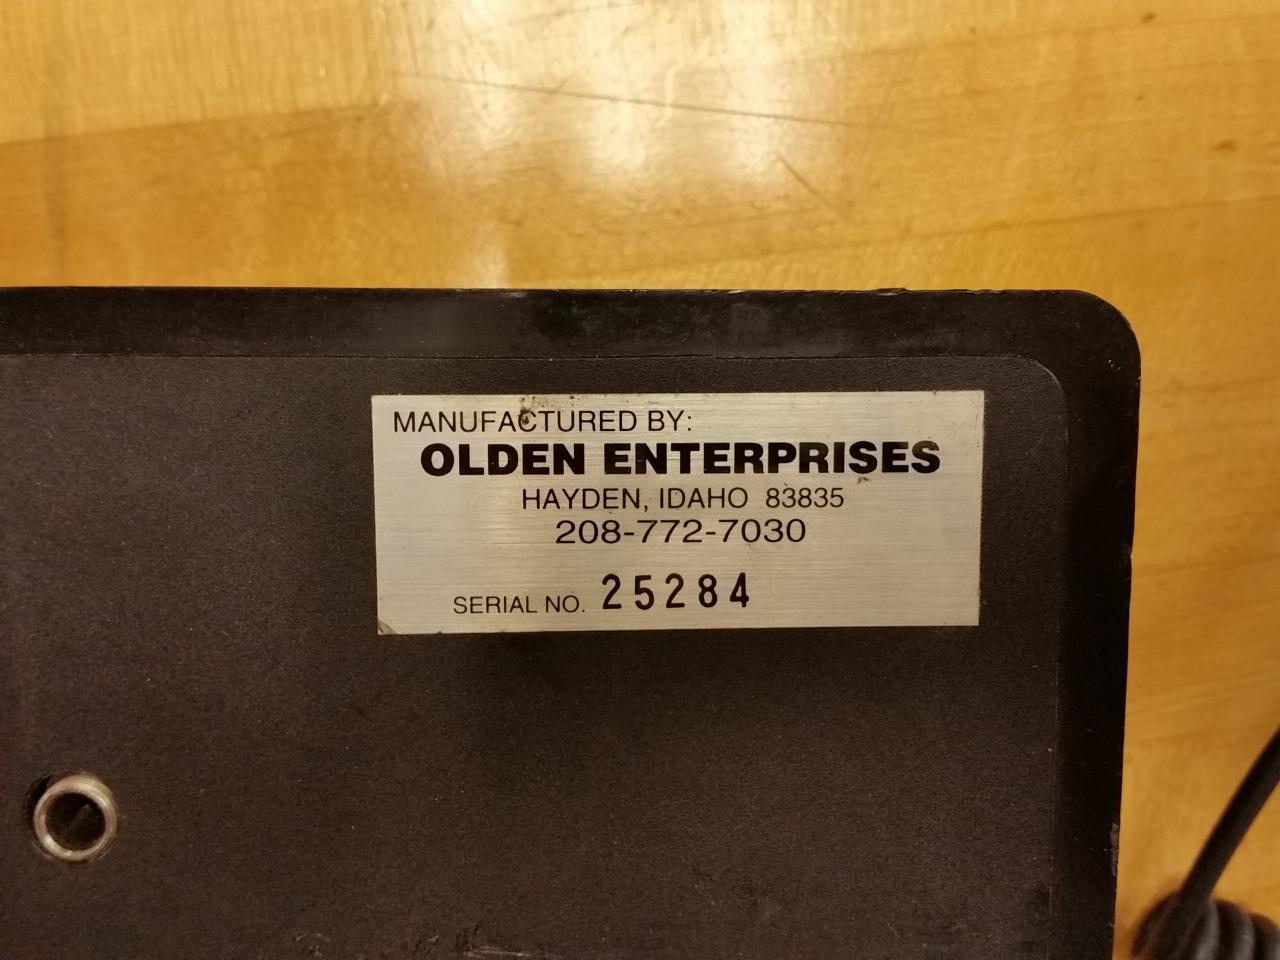 MANUFACTURED BY:
OLDEN ENTERPRISES
HAYDEN, IDAHO 83835
208-772-7030
SERIAL NO. 25284